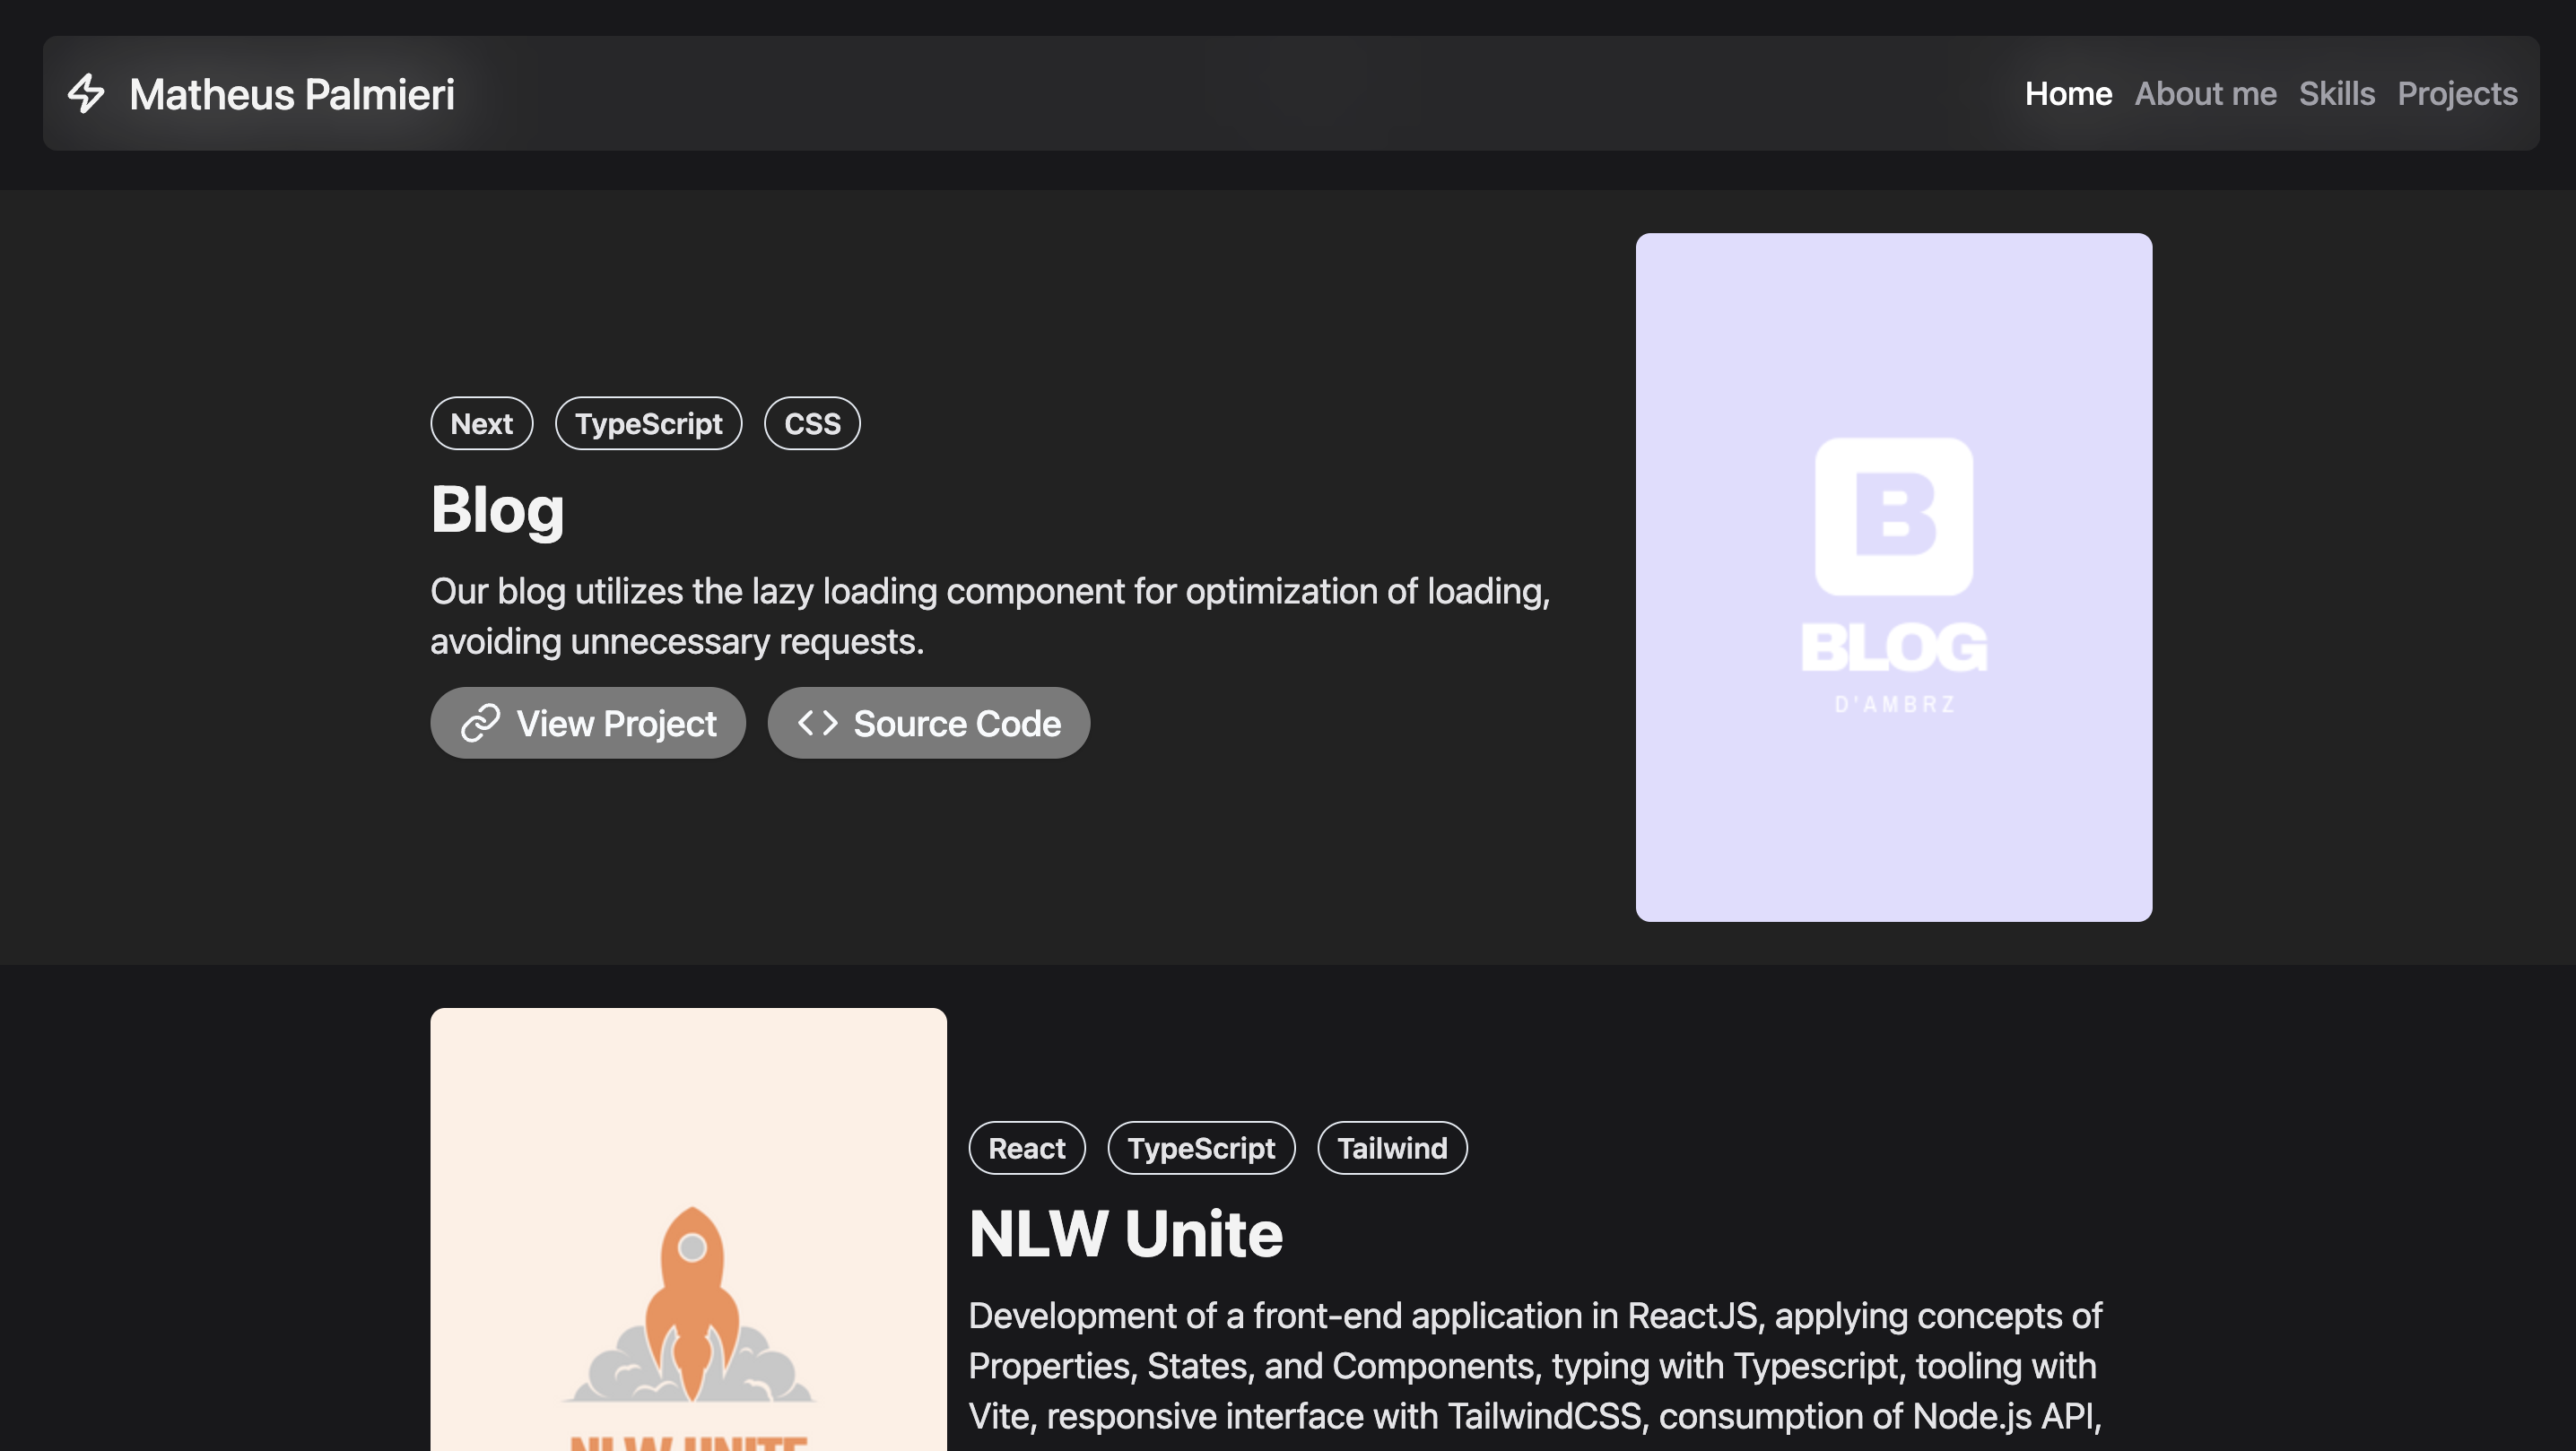 Matheus Palmieri
Home About me Skills Projects
Next TypeScript CSS
Blog
Our blog utilizes the lazy loading component for optimization of loading,
avoiding unnecessary requests.
View Project Source Code
B
BLOG
D'AMBRZ
React TypeScript Tailwind
NLW Unite
Development of a front-end application in ReactJS, applying concepts of
Properties, States, and Components, typing with Typescript, tooling with
Vite, responsive interface with TailwindCSS, consumption of Node.js API,
NLW UNITE